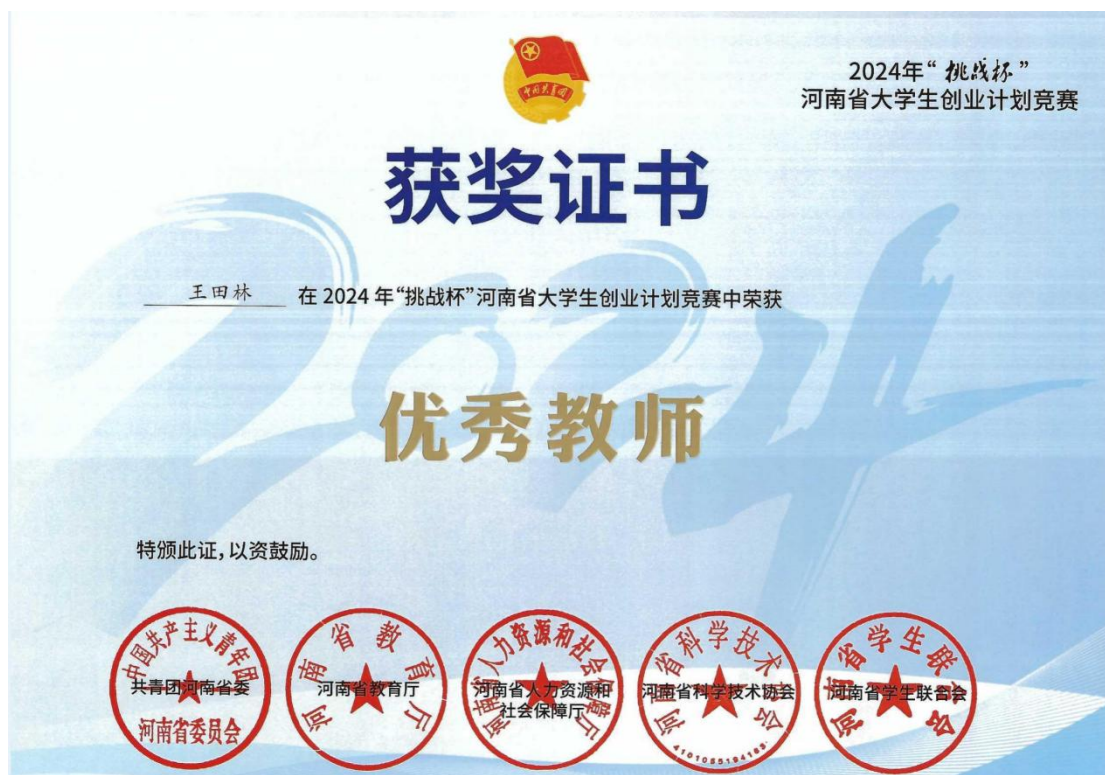 中国共青团
2024年“挑战杯”
河南省大学生创业计划竞赛
获奖证书
王田林 在 2024 年“挑战杯”河南省大学生创业计划竞赛中荣获
优秀教师
特颁此证，以资鼓励。
中国共产主义青年团
共青团河南省委
河南省委员会
河南省教育厅
河南省教育厅
河南省人力资源和社会保障厅
河南省人力资源和
社会保障厅
河南省科学技术协会
河南省科学技术协会
4101055194163
河南省学生联合会
河南省学生联合会